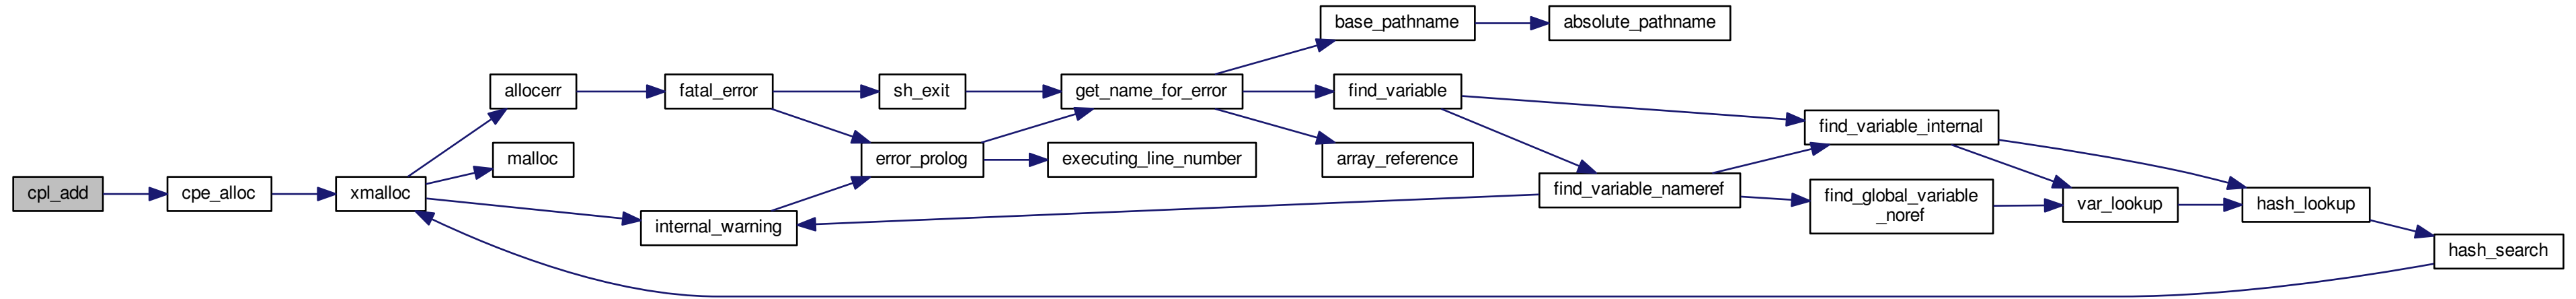 base_pathname
absolute_pathname
allocerr
fatal_error
sh_exit
get_name_for_error
find_variable
find_variable_internal
malloc
error_prolog
executing_line_number
array_reference
cpl_add
cpe_alloc
xmalloc
find_variable_nameref
find_global_variable
_noref
var_lookup
hash_lookup
internal_warning
hash_search